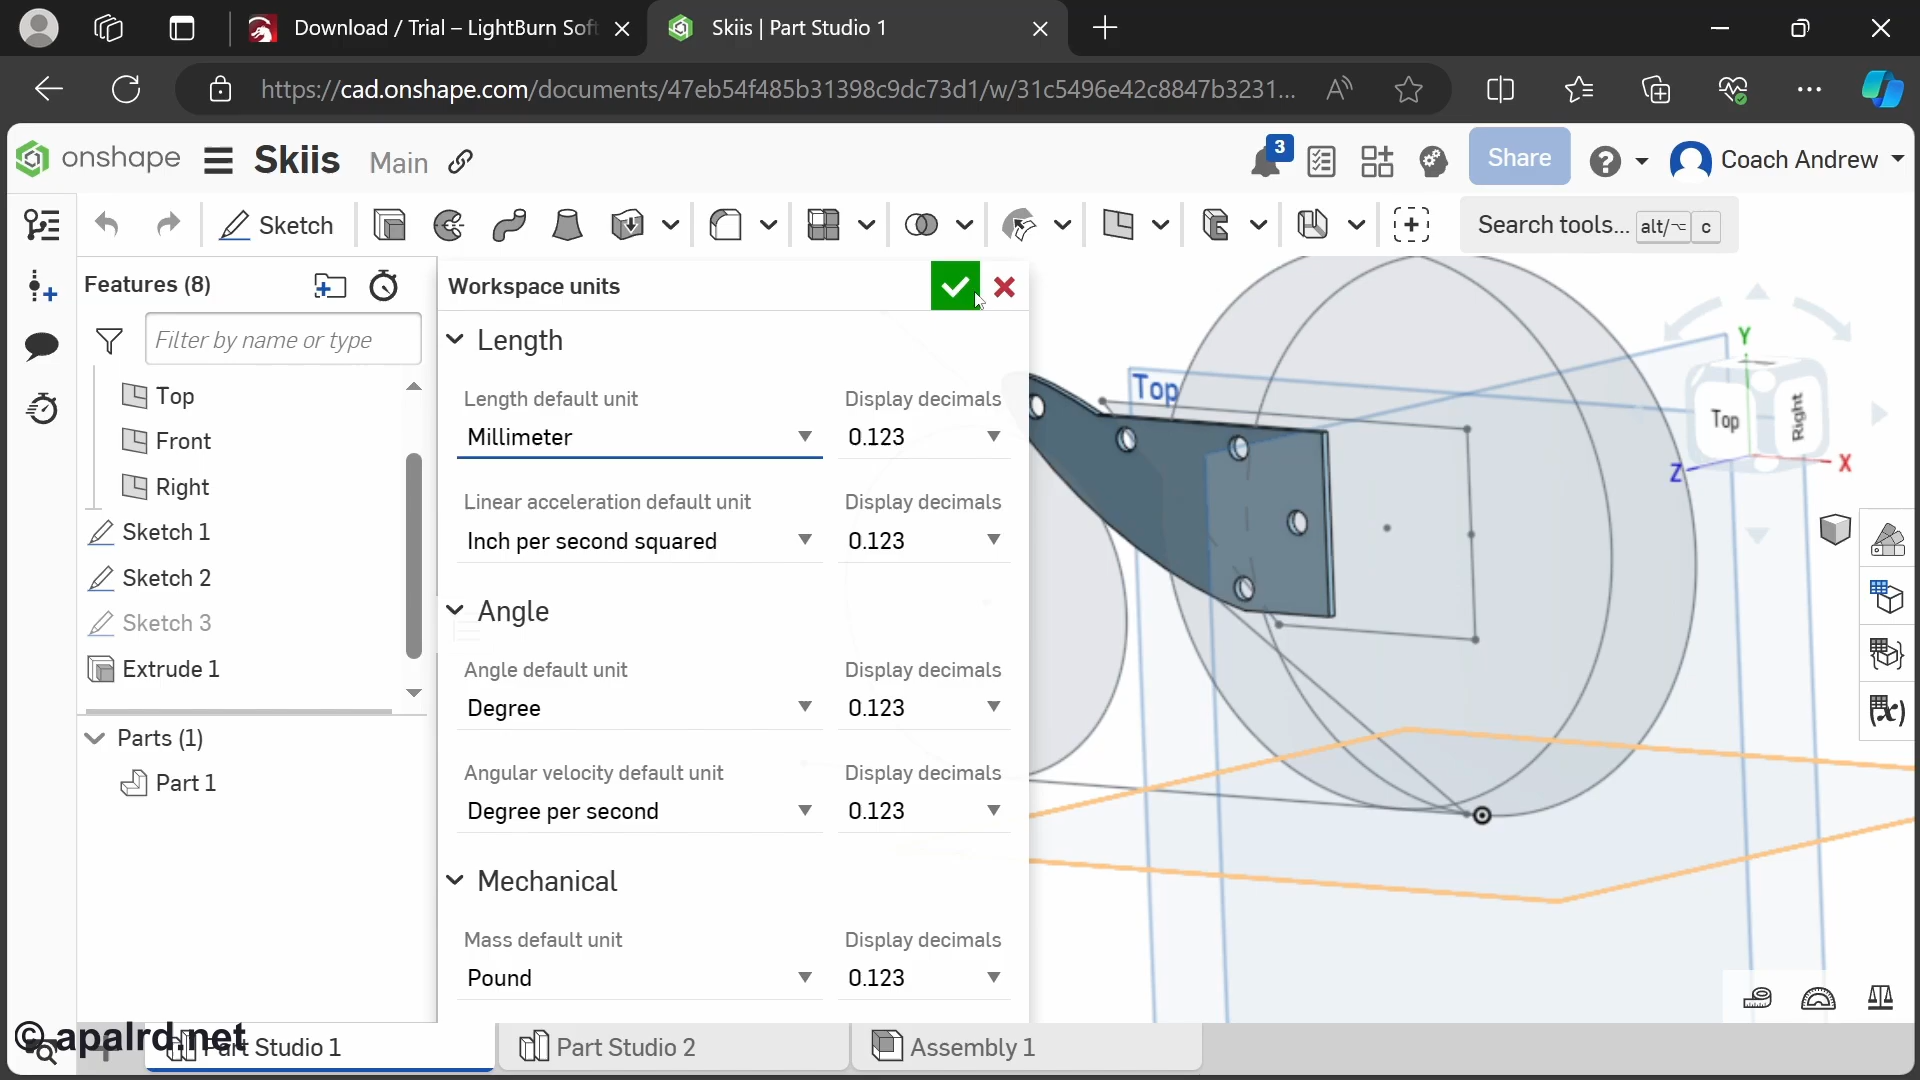 Download / Trial – LightBurn Soft
Skiis | Part Studio 1
https://cad.onshape.com/documents/47eb54f485b31398c9dc73d1/w/31c5496e42c8847b3231...
onshape
Skiis
Main
3
Share
Coach Andrew
Sketch
Search tools...
alt/⌥
c
Features (8)
Filter by name or type
Top
Front
Right
Sketch 1
Sketch 2
Sketch 3
Extrude 1
Parts (1)
Part 1
Workspace units
Length
Length default unit
Display decimals
Millimeter
0.123
Linear acceleration default unit
Display decimals
Inch per second squared
0.123
Angle
Angle default unit
Display decimals
Degree
0.123
Angular velocity default unit
Display decimals
Degree per second
0.123
Mechanical
Mass default unit
Display decimals
Pound
0.123
Top
Y
Top
Right
Z
X
© apalrd.net
Part Studio 1
Part Studio 2
Assembly 1